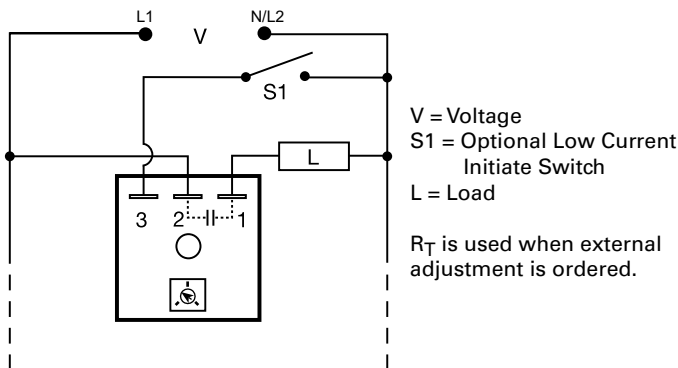 L1
V
N/L2
S1
L
3
2
1
V = Voltage
S1 = Optional Low Current
Initiate Switch
L = Load
R_T is used when external
adjustment is ordered.